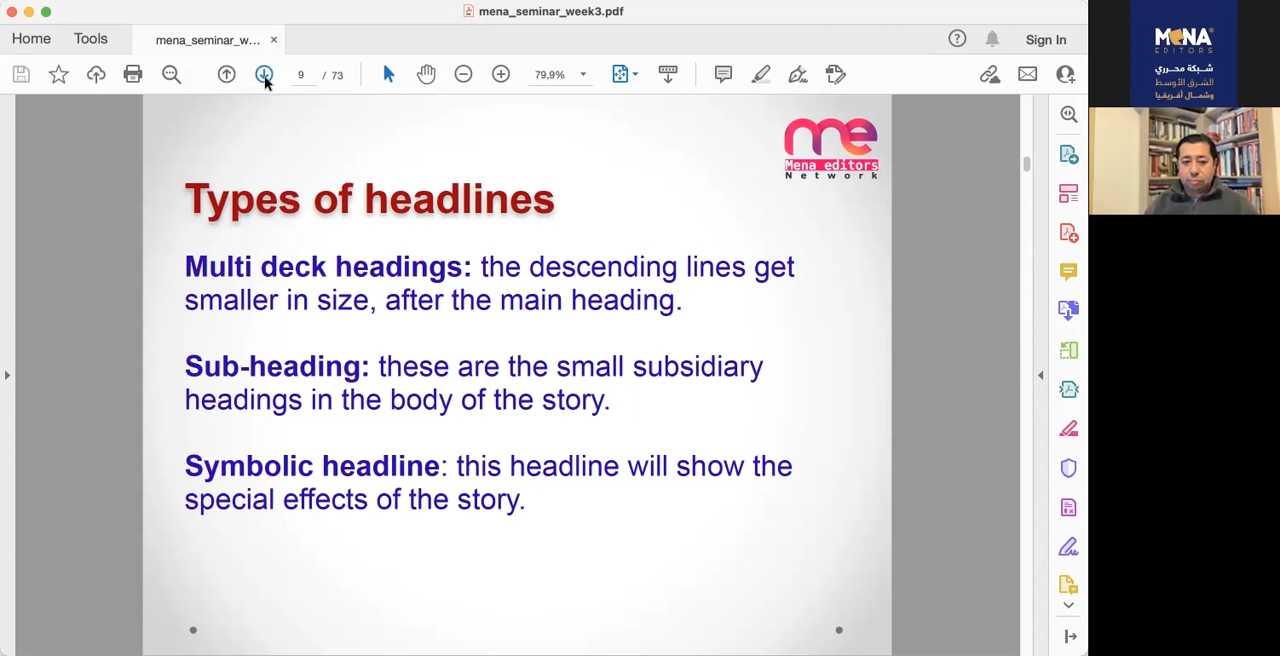 mena_seminar_week3.pdf
Home Tools mena_seminar_w... × Sign In
9 / 73 79,9%
MENA
EDITORS
شبكة محرري
الشرق الأوسط
وشمال أفريقيا
me
Mena editors
Network
Types of headlines
Multi deck headings: the descending lines get
smaller in size, after the main heading.
Sub-heading: these are the small subsidiary
headings in the body of the story.
Symbolic headline: this headline will show the
special effects of the story.